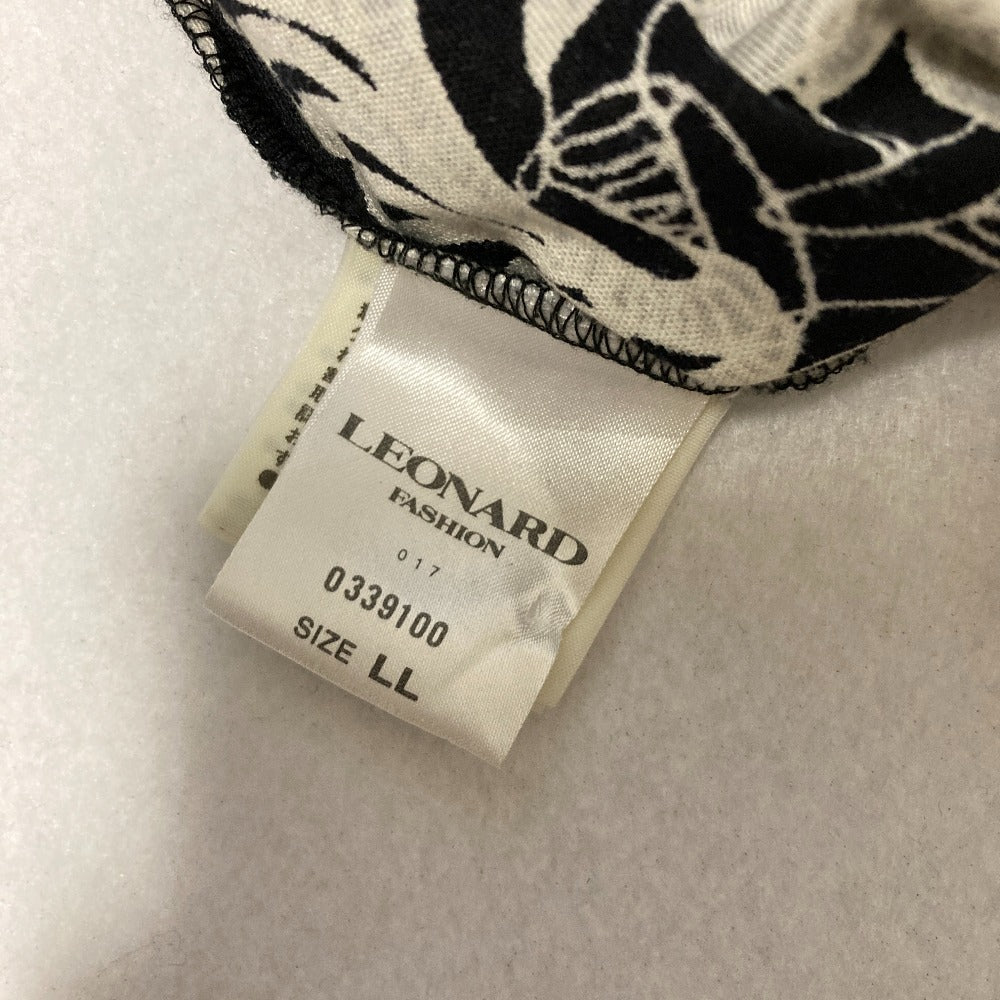 LEONARD
FASHION
017
0339100
SIZE LL